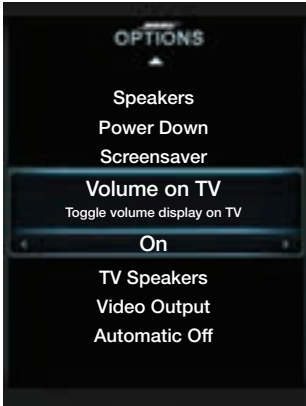 OPTIONS
Speakers
Power Down
Screensaver
Volume on TV
Toggle volume display on TV
On
TV Speakers
Video Output
Automatic Off